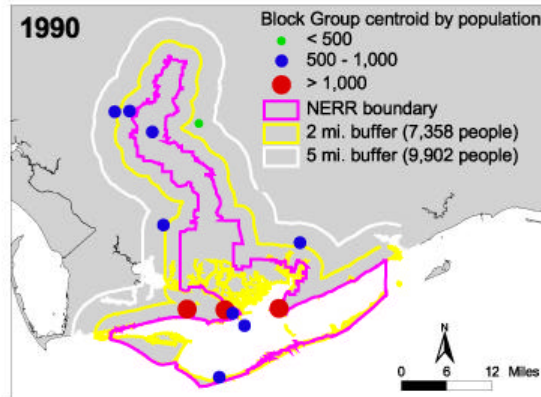 1990
Block Group centroid by population
< 500
500 - 1,000
> 1,000
NERR boundary
2 mi. buffer (7,358 people)
5 mi. buffer (9,902 people)
N
0 6 12 Miles